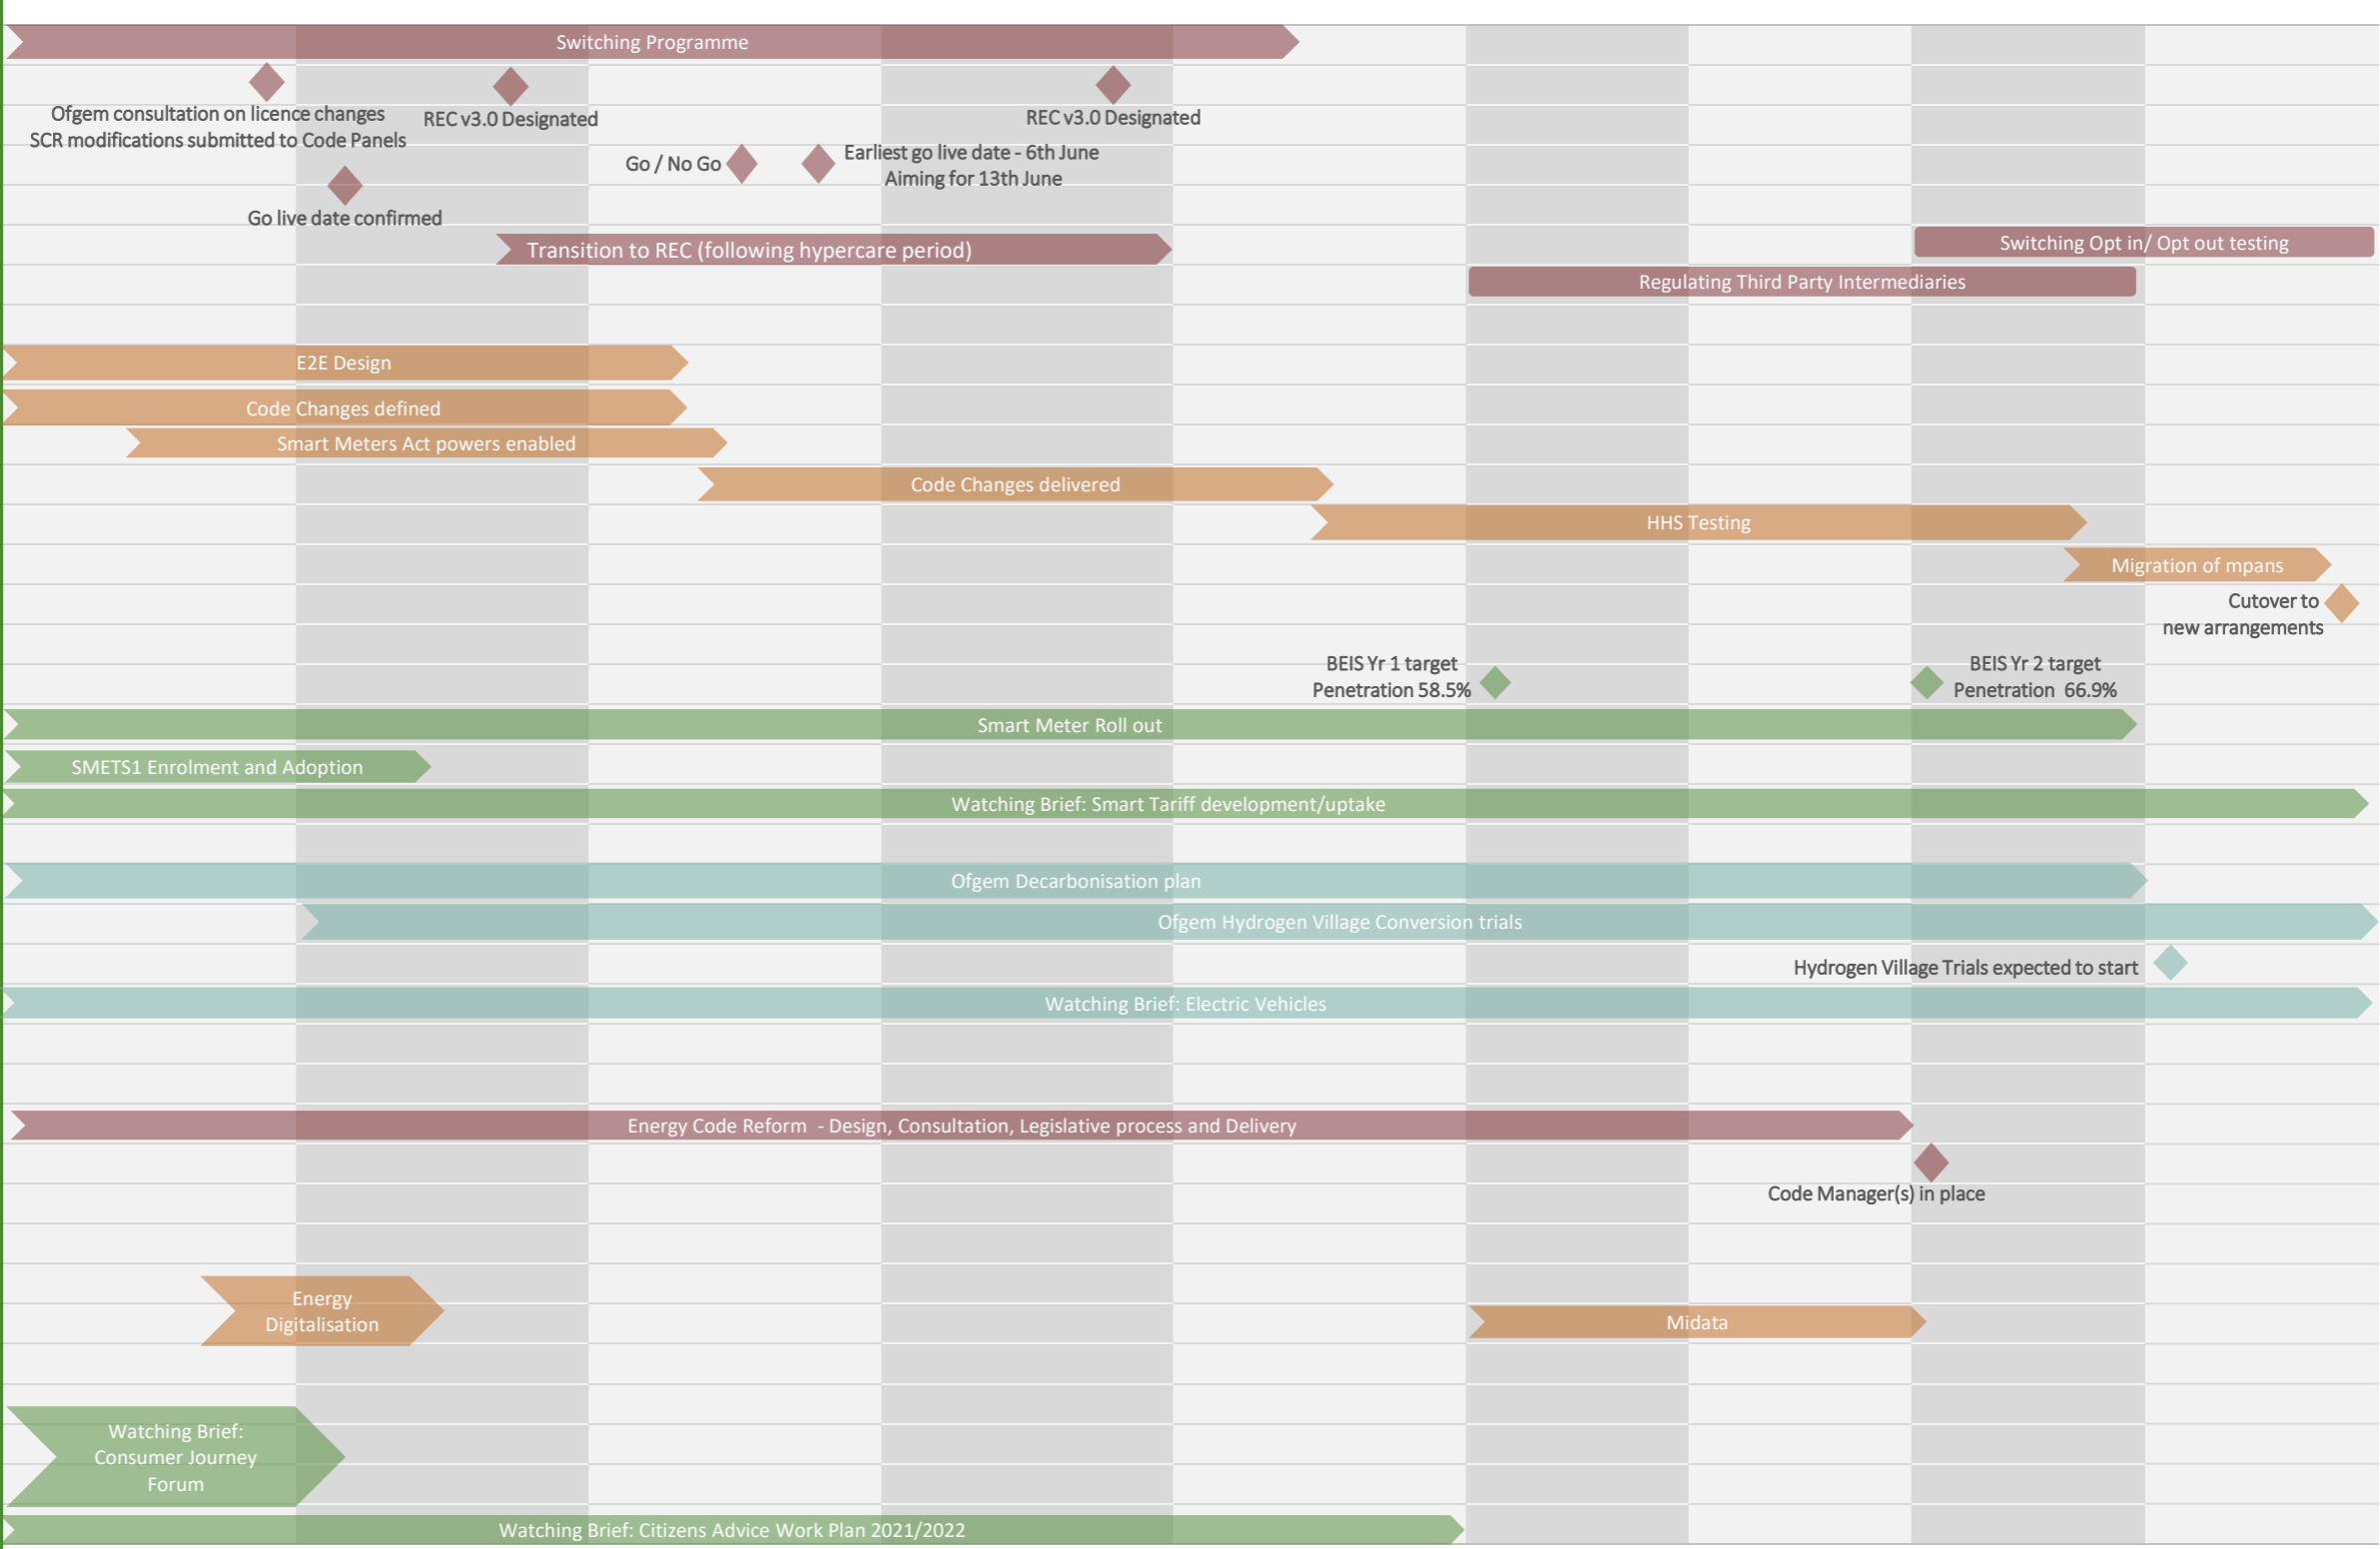 Switching Programme
Ofgem consultation on licence changes
SCR modifications submitted to Code Panels
REC v3.0 Designated
REC v3.0 Designated
Go / No Go
Earliest go live date - 6th June
Aiming for 13th June
Go live date confirmed
Transition to REC (following hypercare period)
Switching Opt in/ Opt out testing
Regulating Third Party Intermediaries
E2E Design
Code Changes defined
Smart Meters Act powers enabled
Code Changes delivered
HHS Testing
Migration of mpans
Cutover to
new arrangements
BEIS Yr 1 target
Penetration 58.5%
BEIS Yr 2 target
Penetration 66.9%
Smart Meter Roll out
SMETS1 Enrolment and Adoption
Watching Brief: Smart Tariff development/uptake
Ofgem Decarbonisation plan
Ofgem Hydrogen Village Conversion trials
Hydrogen Village Trials expected to start
Watching Brief: Electric Vehicles
Energy Code Reform - Design, Consultation, Legislative process and Delivery
Code Manager(s) in place
Energy
Digitalisation
Midata
Watching Brief:
Consumer Journey
Forum
Watching Brief: Citizens Advice Work Plan 2021/2022